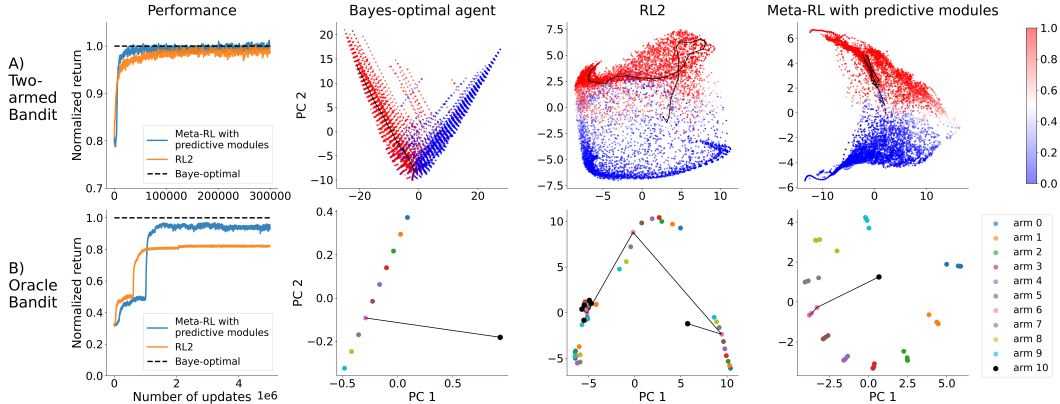 Performance
Bayes-optimal agent
RL2
Meta-RL with predictive modules
A)
Two-
armed
Bandit
Normalized return
1.0
0.9
0.8
0.7
0
100000
200000
300000
Meta-RL with
predictive modules
RL2
Baye-optimal
PC 2
20
15
10
5
0
−5
−10
−20
0
20
7.5
5.0
2.5
0.0
−2.5
−5.0
−7.5
−5
0
5
10
6
4
2
0
−2
−4
−6
−10
0
10
1.0
0.8
0.6
0.4
0.2
0.0
B)
Oracle
Bandit
Normalized return
1.0
0.8
0.6
0.4
0.2
0.0
0
2
4
Number of updates 1e6
Meta-RL with
predictive modules
RL2
Baye-optimal
PC 2
0.4
0.2
0.0
−0.2
−0.4
−0.5
0.0
0.5
PC 1
10
5
0
−5
−5
0
5
10
PC 1
4
2
0
−2
−2.5
0.0
2.5
5.0
PC 1
arm 0
arm 1
arm 2
arm 3
arm 4
arm 5
arm 6
arm 7
arm 8
arm 9
arm 10